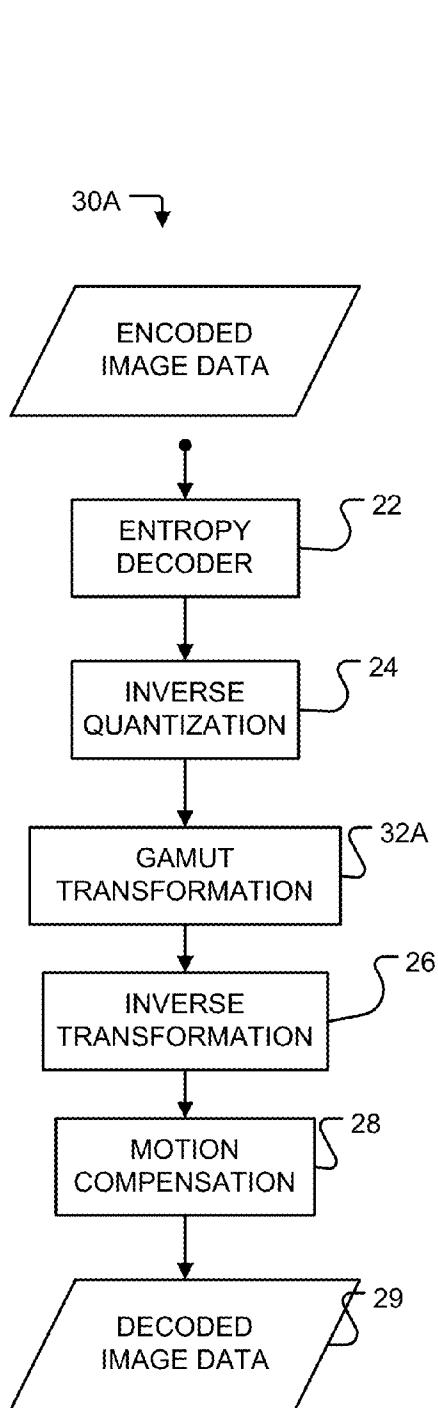 30A
ENCODED
IMAGE DATA
22
ENTROPY
DECODER
24
INVERSE
QUANTIZATION
32A
GAMUT
TRANSFORMATION
26
INVERSE
TRANSFORMATION
28
MOTION
COMPENSATION
29
DECODED
IMAGE DATA